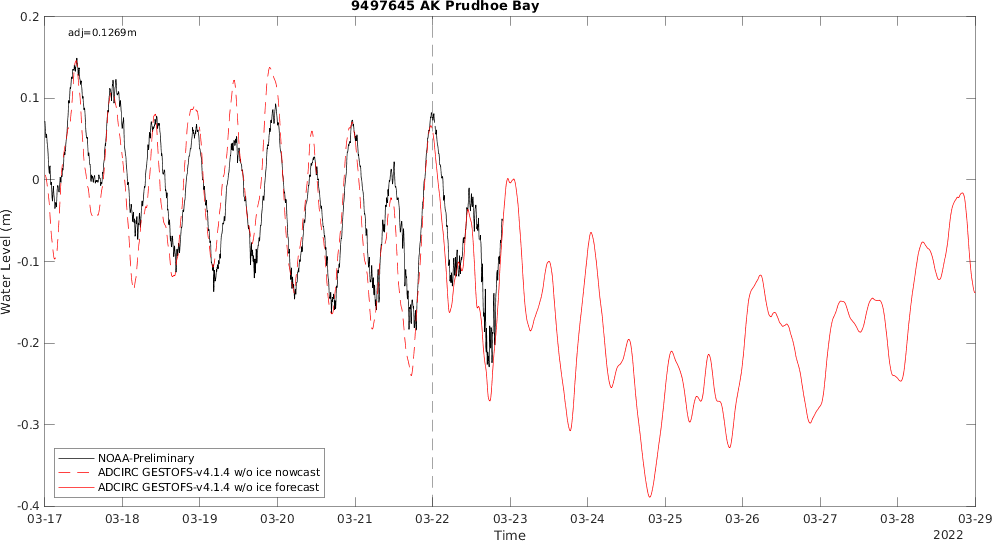 9497645 AK Prudhoe Bay
adj=0.1269m
0.2
0.1
0
-0.1
-0.2
-0.3
-0.4
Water Level (m)
NOAA-Preliminary
ADCIRC GESTOFS-v4.1.4 w/o ice nowcast
ADCIRC GESTOFS-v4.1.4 w/o ice forecast
03-17 03-18 03-19 03-20 03-21 03-22 03-23 03-24 03-25 03-26 03-27 03-28 03-29
Time
2022